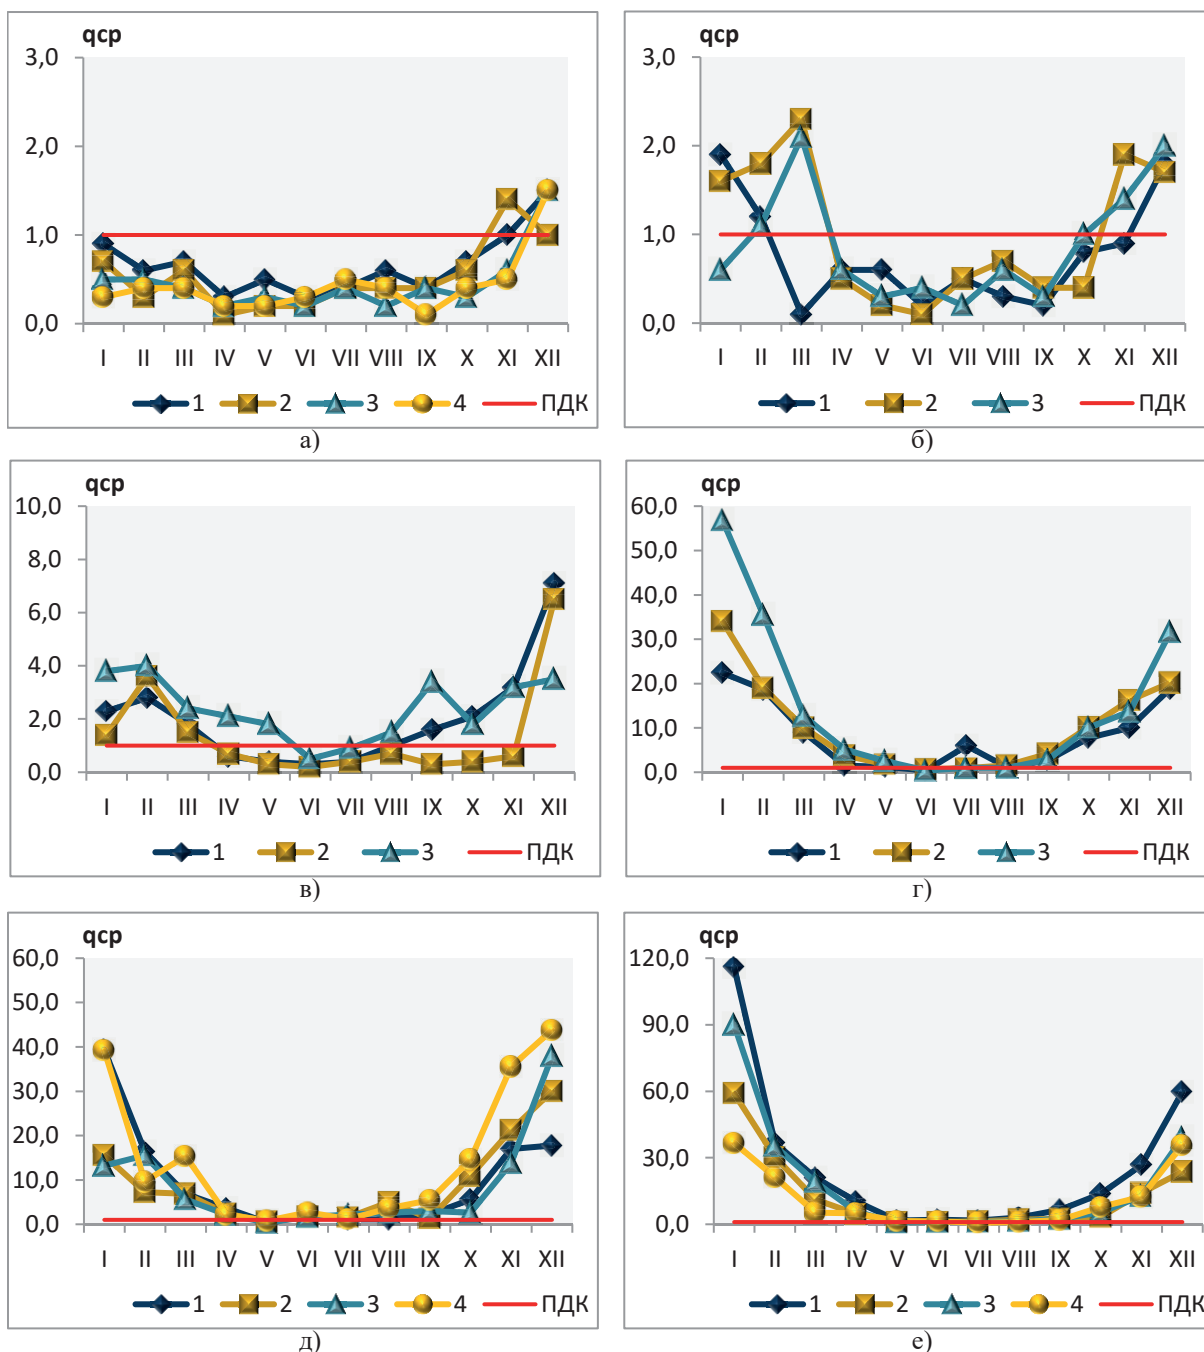 qcp
3,0
2,0
1,0
0,0
I II III IV V VI VII VIII IX X XI XII
1 2 3 4 ПДК
а)
qcp
3,0
2,0
1,0
0,0
I II III IV V VI VII VIII IX X XI XII
1 2 3 ПДК
б)
qcp
10,0
8,0
6,0
4,0
2,0
0,0
I II III IV V VI VII VIII IX X XI XII
1 2 3 ПДК
в)
qcp
60,0
50,0
40,0
30,0
20,0
10,0
0,0
I II III IV V VI VII VIII IX X XI XII
1 2 3 ПДК
г)
qcp
60,0
50,0
40,0
30,0
20,0
10,0
0,0
I II III IV V VI VII VIII IX X XI XII
1 2 3 4 ПДК
д)
qcp
120,0
90,0
60,0
30,0
0,0
I II III IV V VI VII VIII IX X XI XII
1 2 3 4 ПДК
е)